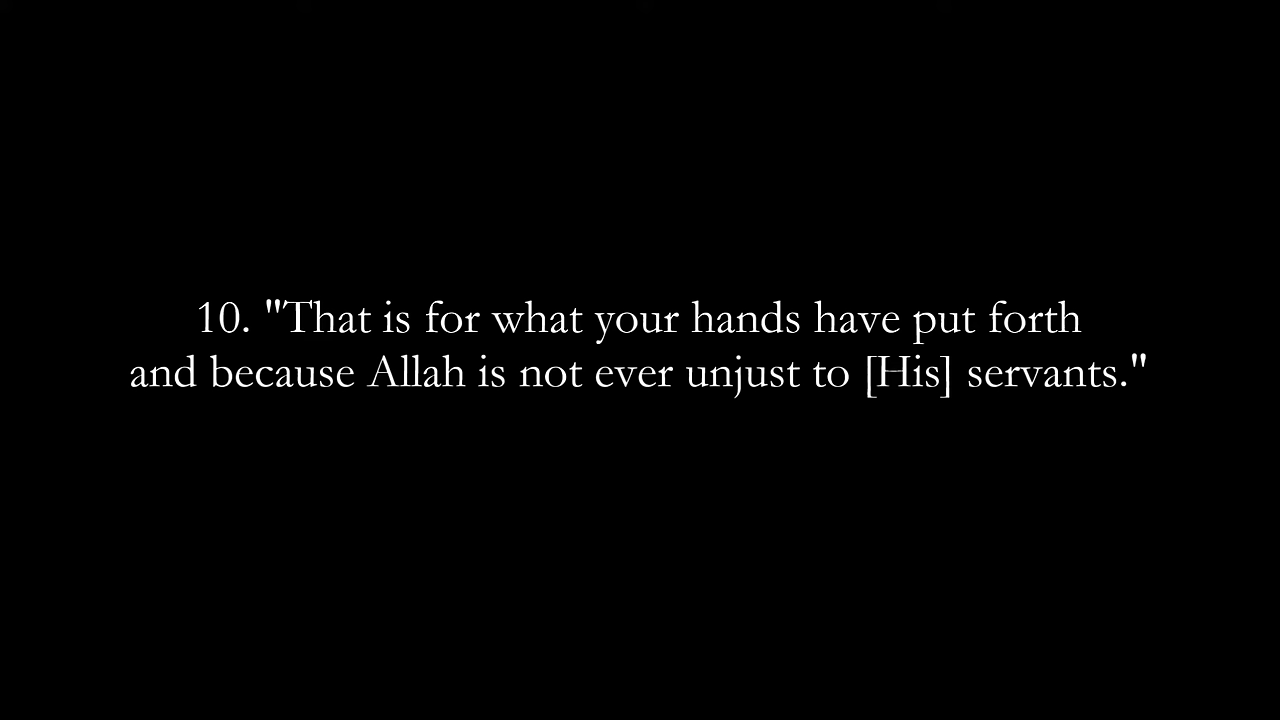 10. "That is for what your hands have put forth
and because Allah is not ever unjust to [His] servants."